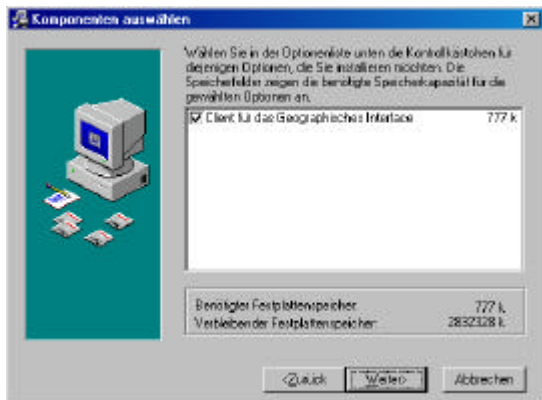 Komponenten auswählen
Wählen Sie in der Optionenliste unten die Kontrollkästchen für
diejenigen Optionen, die Sie installieren möchten. Die
Speicherfelder zeigen die benötigte Speicherkapazität für die
gewählten Optionen an.
Client für das Geographisches Interface 777 k
Benötigter Festplattenspeicher: 777 k
Verbleibender Festplattenspeicher: 2832328 k
<Zurück Weiter> Abbrechen